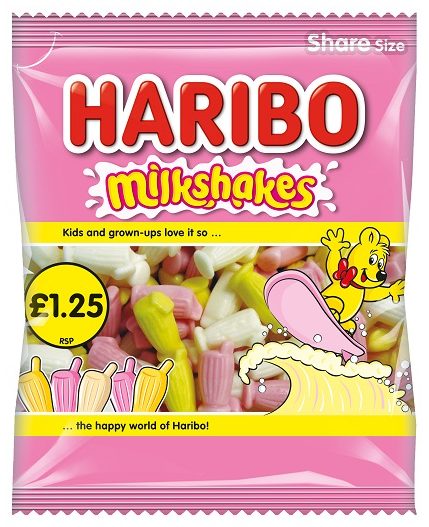 Share Size
HARIBO
milkshakes
Kids and grown-ups love it so ...
£1.25
RSP
... the happy world of Haribo!